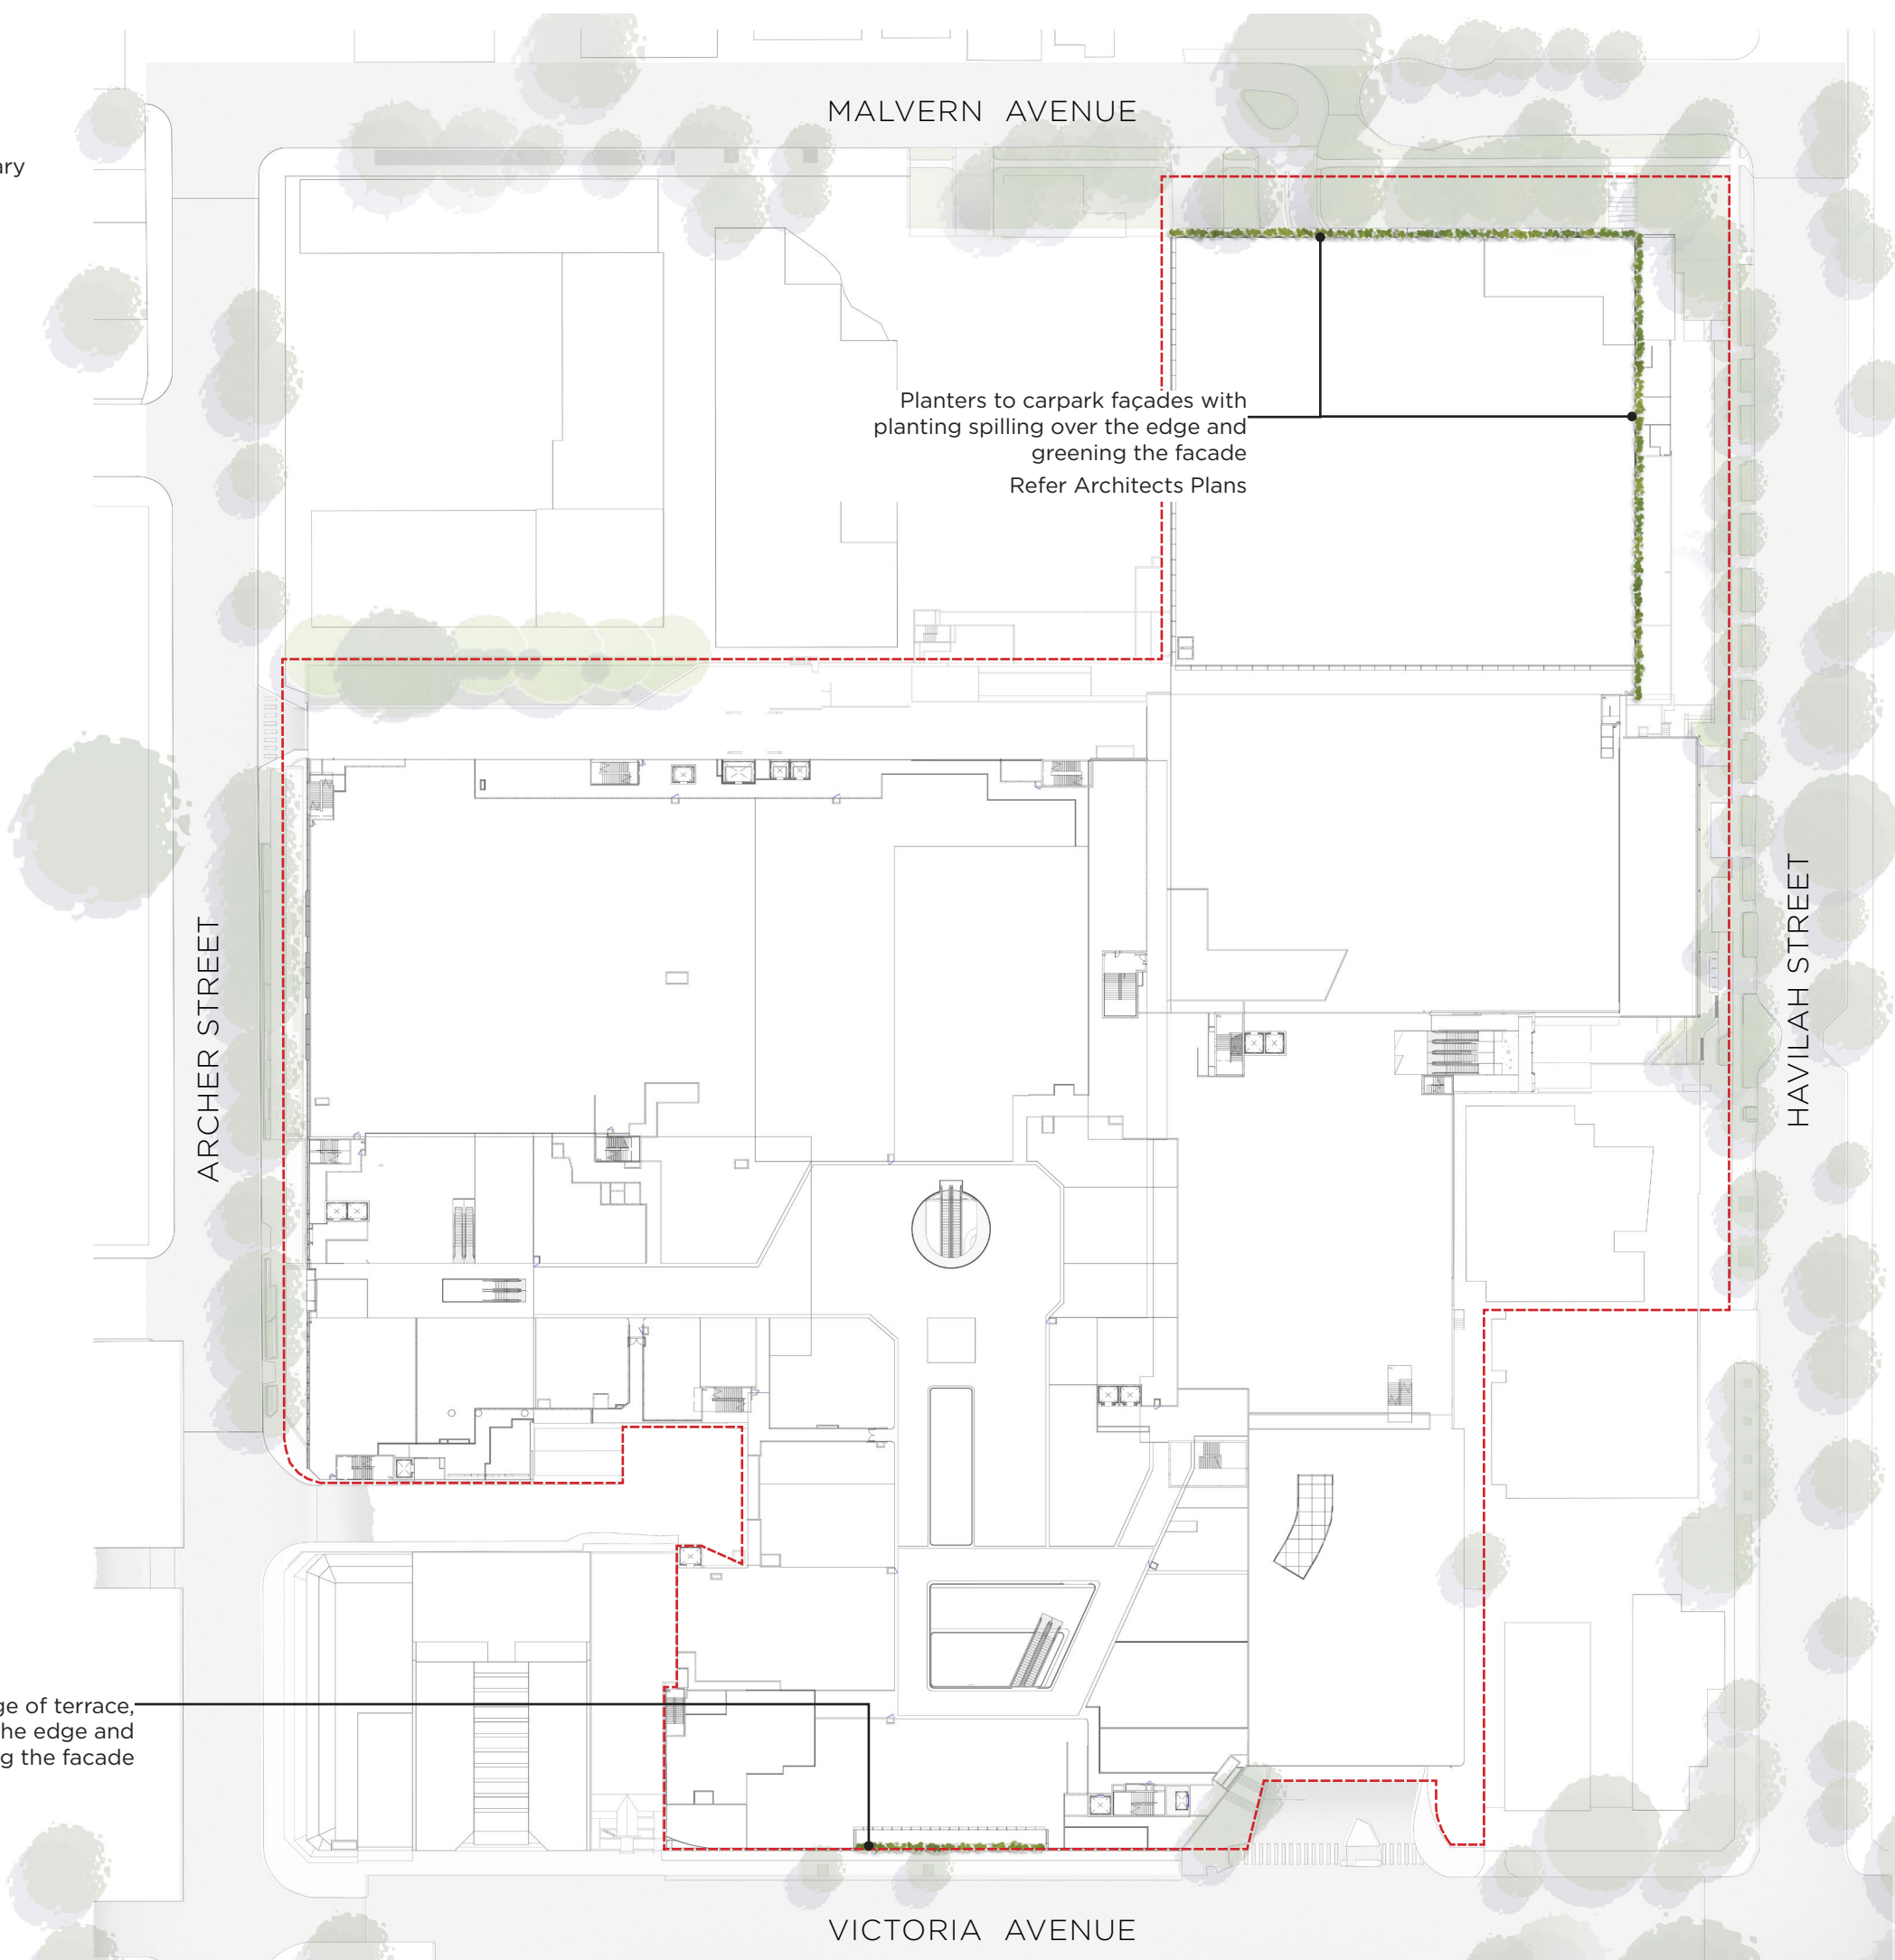 MALVERN AVENUE
ary
Planters to carpark façades with
planting spilling over the edge and
greening the facade
Refer Architects Plans
ARCHER STREET
HAVILAH STREET
ge of terrace,
he edge and
g the facade
VICTORIA AVENUE